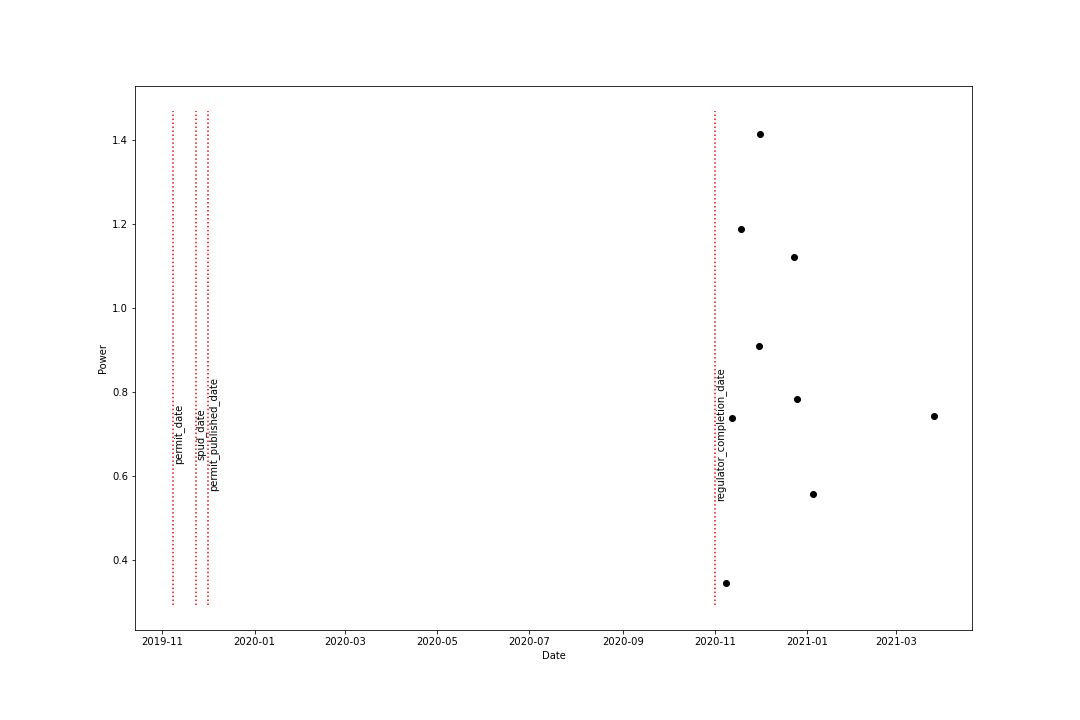 1.4
1.2
1.0
0.8
0.6
0.4
Power
permit_date
spud_date
permit_published_date
regulator_completion_date
2019-11 2020-01 2020-03 2020-05 2020-07 2020-09 2020-11 2021-01 2021-03
Date